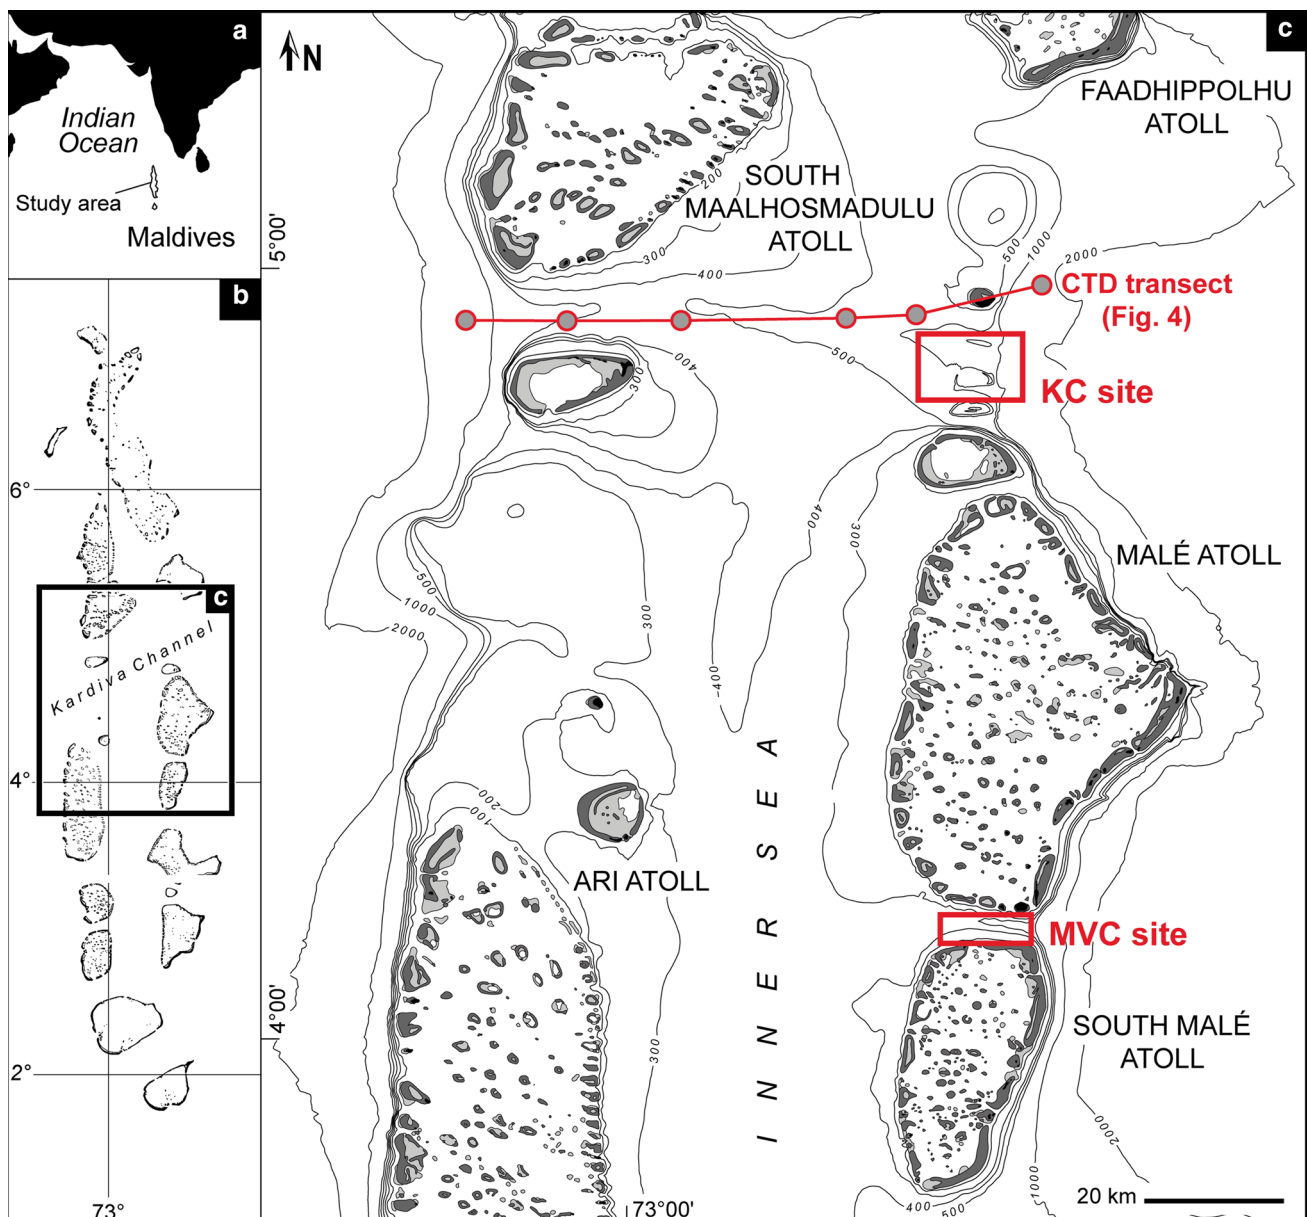 a
Indian
Ocean
Study area
Maldives
b
6°
c
Kardiva Channel
4°
2°
73°
c
N
5°00'
4°00'
73°00'
FAADHIPPOLHU
ATOLL
SOUTH
MAALHOSMADULU
ATOLL
200
300
400
500
1000
2000
CTD transect
(Fig. 4)
500
400
300
KC site
400
300
MALÉ ATOLL
500
1000
2000
300
400
200
100
ARI ATOLL
INNER SEA
MVC site
SOUTH MALÉ
ATOLL
300
2000
1000
400
500
20 km